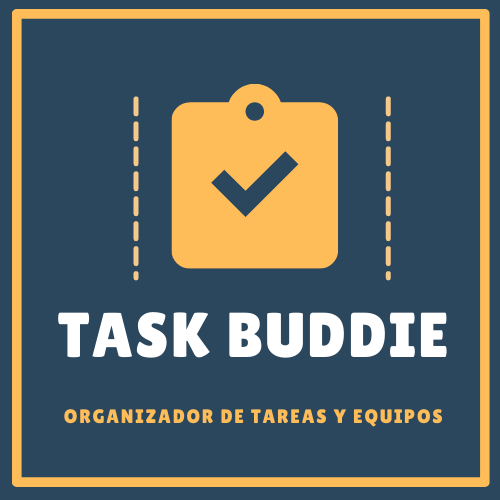 TASK BUDDIE
ORGANIZADOR DE TAREAS Y EQUIPOS